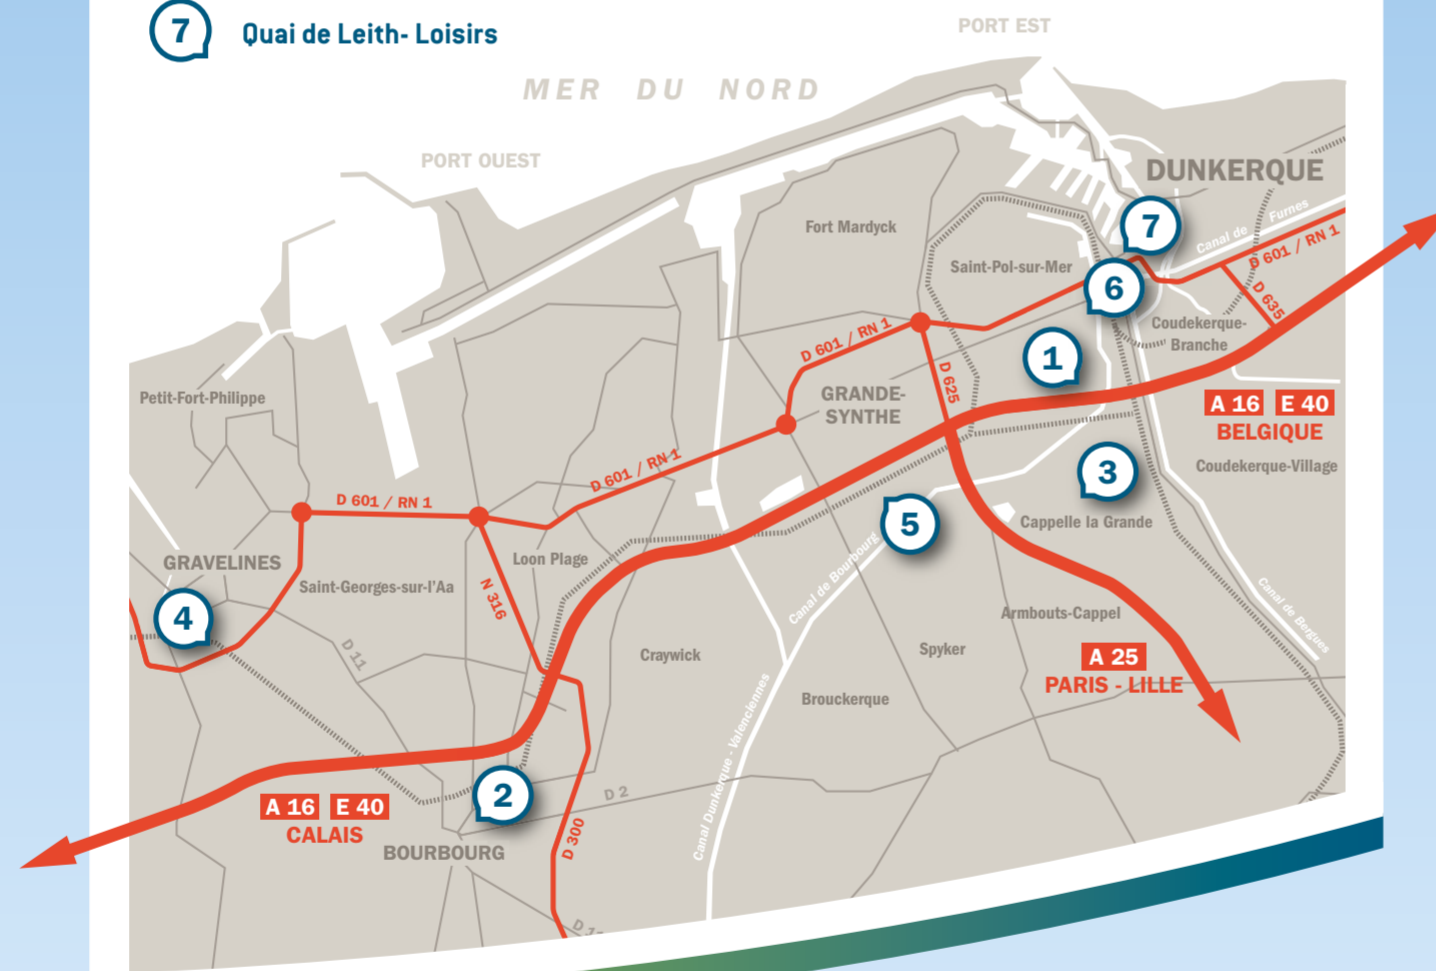 7 Quai de Leith- Loisirs
PORT EST
MER DU NORD
PORT OUEST
DUNKERQUE
7
Fort Mardyck
Canal de Furnes
D 601 / RN 1
Saint-Pol-sur-Mer
6
D 635
D 601 / RN 1
Coudekerque-
Branche
1
D 625
Petit-Fort-Philippe
GRANDE-
SYNTHE
A 16 E 40
BELGIQUE
D 601 / RN 1
3
Coudekerque-Village
D 601 / RN 1
5
Cappelle la Grande
GRAVELINES
Loon Plage
Saint-Georges-sur-l'Aa
N 316
Canal de Bourbourg
Canal de Bergues
4
Armbouts-Cappel
D 11
Craywick
Spyker
A 25
PARIS - LILLE
Brouckerque
Canal Dunkerque - Valenciennes
2
D 2
A 16 E 40
CALAIS
D 300
BOURBOURG